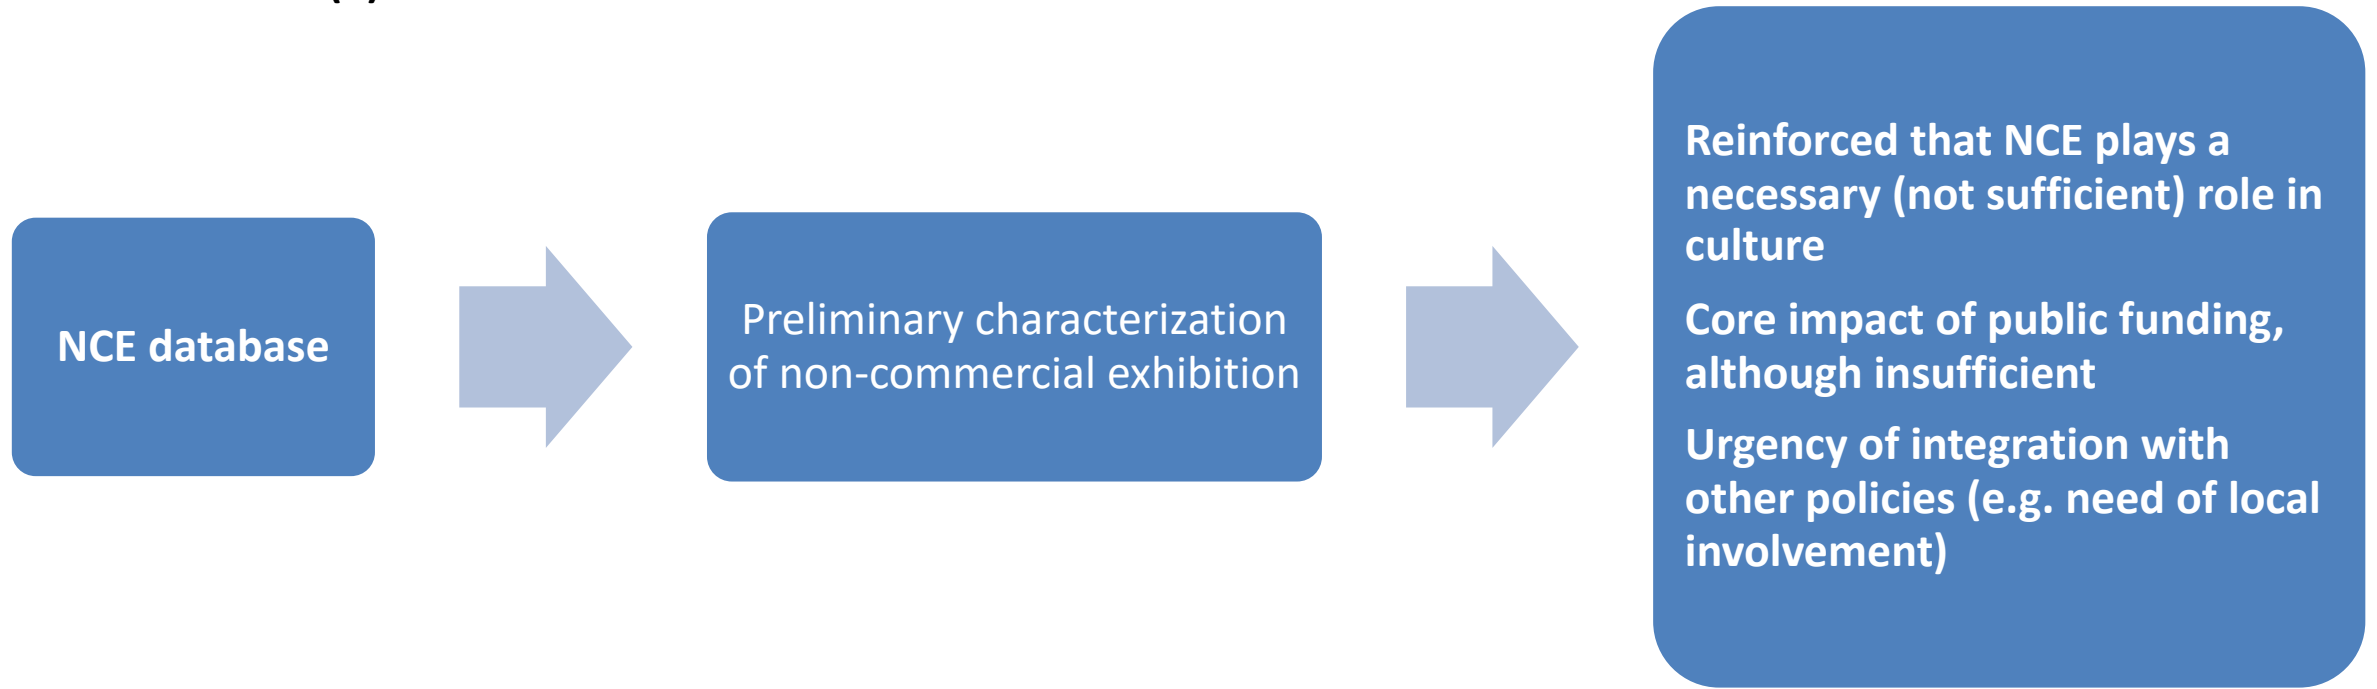 NCE database
Preliminary characterization
of non-commercial exhibition
Reinforced that NCE plays a
necessary (not sufficient) role in
culture
Core impact of public funding,
although insufficient
Urgency of integration with
other policies (e.g. need of local
involvement)